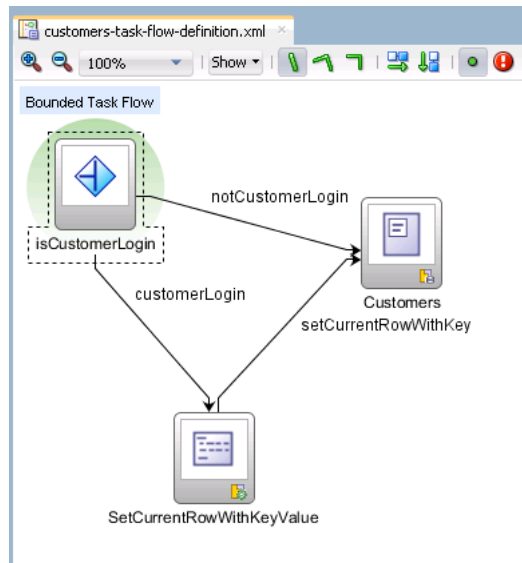 customers-task-flow-definition.xml
100% Show
Bounded Task Flow
notCustomerLogin
isCustomerLogin
customerLogin
Customers
setCurrentRowWithKey
SetCurrentRowWithKeyValue